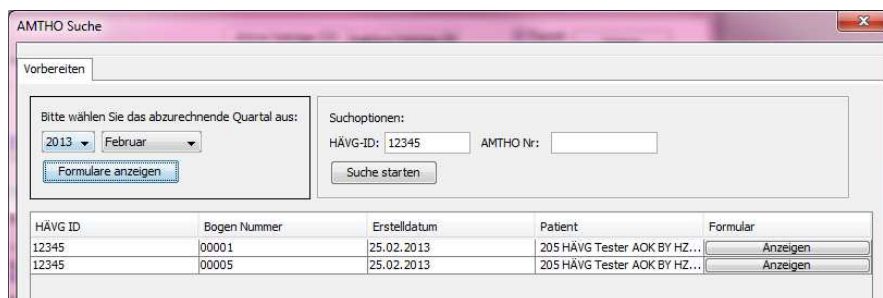 AMTHO Suche
Vorbereiten
Bitte wählen Sie das abzurechnende Quartal aus:
2013 Februar
Formulare anzeigen
Suchoptionen:
HÄVG-ID: 12345 AMTHO Nr:
Suche starten
HÄVG ID Bogen Nummer Erstelldatum Patient Formular
12345 00001 25.02.2013 205 HÄVG Tester AOK BY HZ... Anzeigen
12345 00005 25.02.2013 205 HÄVG Tester AOK BY HZ... Anzeigen